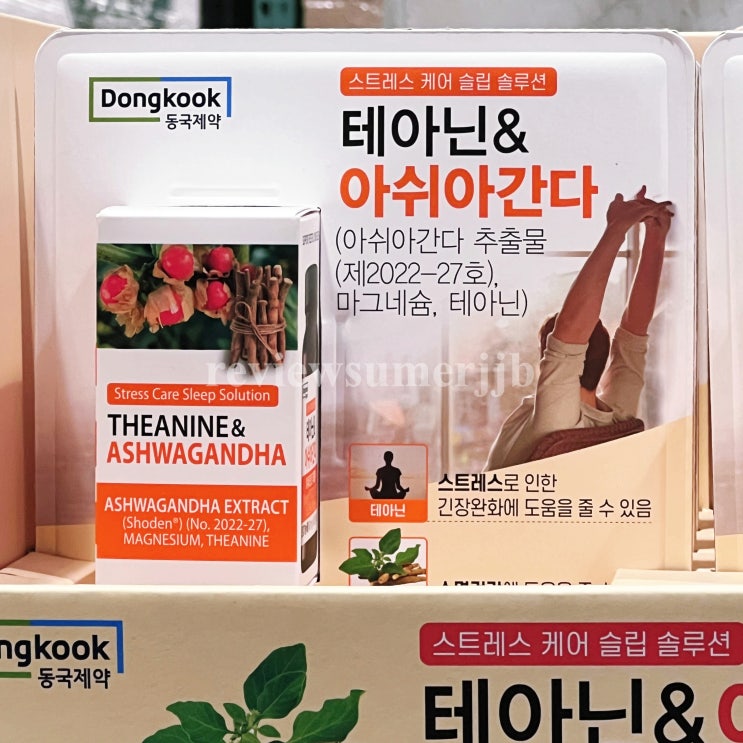 Dongkook
동국제약
스트레스 케어 슬립 솔루션
테아닌&
아쉬아간다
(아쉬아간다 추출물
(제2022-27호),
마그네슘, 테아닌)
reviewsumerjjb
Stress Care Sleep Solution
THEANINE&
ASHWAGANDHA
ASHWAGANDHA EXTRACT
(Shoden®) (No. 2022-27),
MAGNESIUM, THEANINE
테아닌
스트레스로 인한
긴장완화에 도움을 줄 수 있음
ngkook
동국제약
스트레스 케어 슬립 솔루션
테아닌&